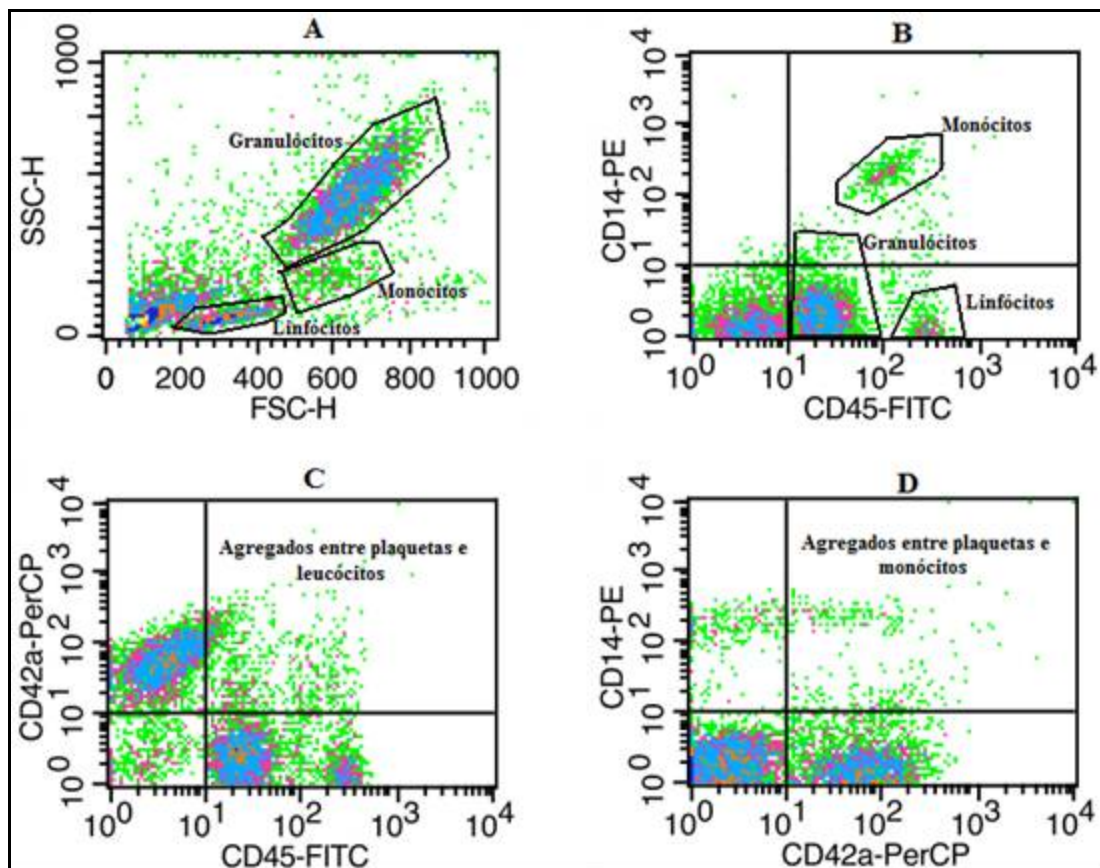 A
1000
SSC-H
0
Granulócitos
Monócitos
Linfócitos
0 200 400 600 800 1000
FSC-H
B
10^4
10^3
10^2
10^1
10^0
CD14-PE
Monócitos
Granulócitos
Linfócitos
10^0 10^1 10^2 10^3 10^4
CD45-FITC
C
10^4
10^3
10^2
10^1
10^0
CD42a-PerCP
Agregados entre plaquetas e
leucócitos
10^0 10^1 10^2 10^3 10^4
CD45-FITC
D
10^4
10^3
10^2
10^1
10^0
CD14-PE
Agregados entre plaquetas e
monócitos
10^0 10^1 10^2 10^3 10^4
CD42a-PerCP